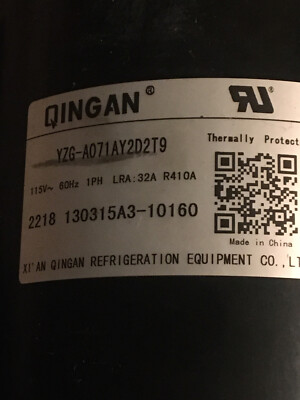 QINGAN®
YZG-A071AY2D2T9
Thermally Protect
115V~ 60Hz 1PH LRA:32A R410A
2218 130315A3-10160
Made in China
XI'AN QINGAN REFRIGERATION EQUIPMENT CO.,LT